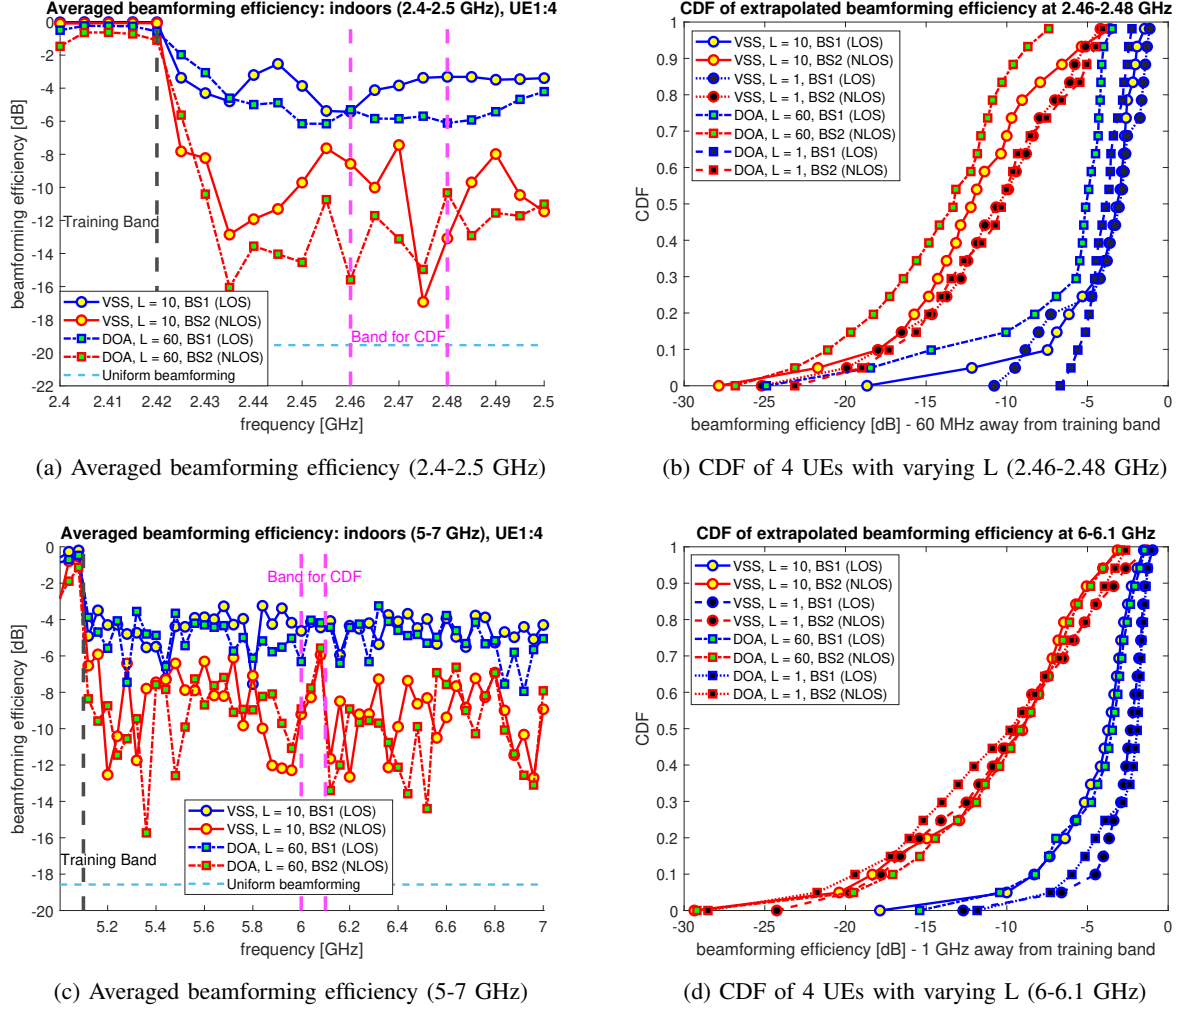 Averaged beamforming efficiency: indoors (2.4-2.5 GHz), UE1:4
0
-2
-4
-6
-8
-10
-12
-14
-16
-18
-20
-22
beamforming efficiency [dB]
Training Band
Band for CDF
VSS, L = 10, BS1 (LOS)
VSS, L = 10, BS2 (NLOS)
DOA, L = 60, BS1 (LOS)
DOA, L = 60, BS2 (NLOS)
Uniform beamforming
2.4 2.41 2.42 2.43 2.44 2.45 2.46 2.47 2.48 2.49 2.5
frequency [GHz]
(a) Averaged beamforming efficiency (2.4-2.5 GHz)
CDF of extrapolated beamforming efficiency at 2.46-2.48 GHz
1
0.9
0.8
0.7
0.6
0.5
0.4
0.3
0.2
0.1
0
CDF
VSS, L = 10, BS1 (LOS)
VSS, L = 10, BS2 (NLOS)
VSS, L = 1, BS1 (LOS)
VSS, L = 1, BS2 (NLOS)
DOA, L = 60, BS1 (LOS)
DOA, L = 60, BS2 (NLOS)
DOA, L = 1, BS1 (LOS)
DOA, L = 1, BS2 (NLOS)
-30 -25 -20 -15 -10 -5 0
beamforming efficiency [dB] - 60 MHz away from training band
(b) CDF of 4 UEs with varying L (2.46-2.48 GHz)
Averaged beamforming efficiency: indoors (5-7 GHz), UE1:4
0
-2
-4
-6
-8
-10
-12
-14
-16
-18
-20
beamforming efficiency [dB]
Band for CDF
Training Band
VSS, L = 10, BS1 (LOS)
VSS, L = 10, BS2 (NLOS)
DOA, L = 60, BS1 (LOS)
DOA, L = 60, BS2 (NLOS)
Uniform beamforming
5.2 5.4 5.6 5.8 6 6.2 6.4 6.6 6.8 7
frequency [GHz]
(c) Averaged beamforming efficiency (5-7 GHz)
CDF of extrapolated beamforming efficiency at 6-6.1 GHz
1
0.9
0.8
0.7
0.6
0.5
0.4
0.3
0.2
0.1
0
CDF
VSS, L = 10, BS1 (LOS)
VSS, L = 10, BS2 (NLOS)
VSS, L = 1, BS1 (LOS)
VSS, L = 1, BS2 (NLOS)
DOA, L = 60, BS1 (LOS)
DOA, L = 60, BS2 (NLOS)
DOA, L = 1, BS1 (LOS)
DOA, L = 1, BS2 (NLOS)
-30 -25 -20 -15 -10 -5 0
beamforming efficiency [dB] - 1 GHz away from training band
(d) CDF of 4 UEs with varying L (6-6.1 GHz)